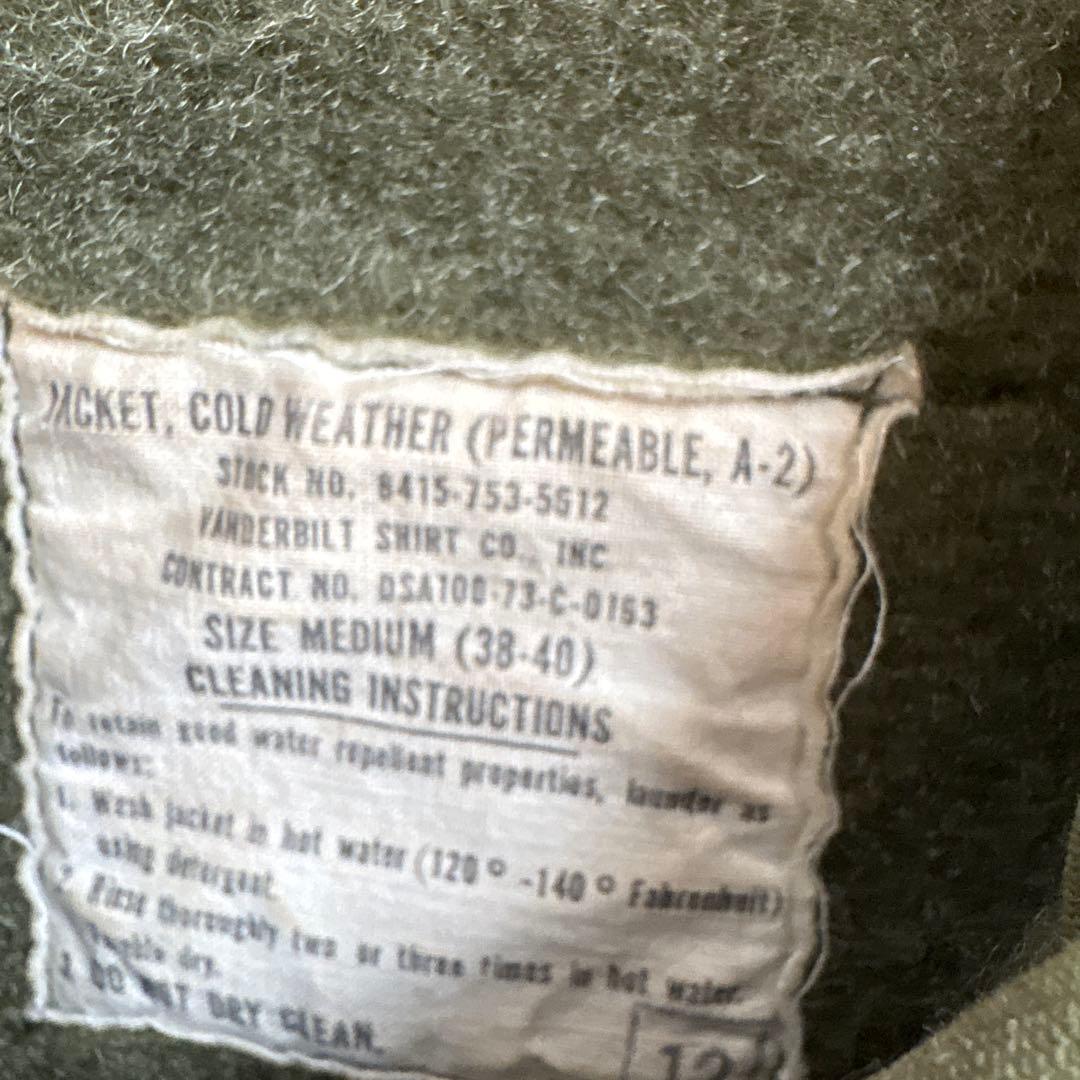 JACKET, COLD WEATHER (PERMEABLE, A-2)
STOCK NO. 8415-753-5612
VANDERBILT SHIRT CO., INC
CONTRACT NO. DSA100-73-C-0163
SIZE MEDIUM (38-40)
CLEANING INSTRUCTIONS
To retain good water repellent properties, launder as
follows:
1. Wash jacket in hot water (120° -140° Fahrenheit)
using detergent.
2. Rinse thoroughly two or three times in hot water.
Tumble dry.
3. DO NOT DRY CLEAN.